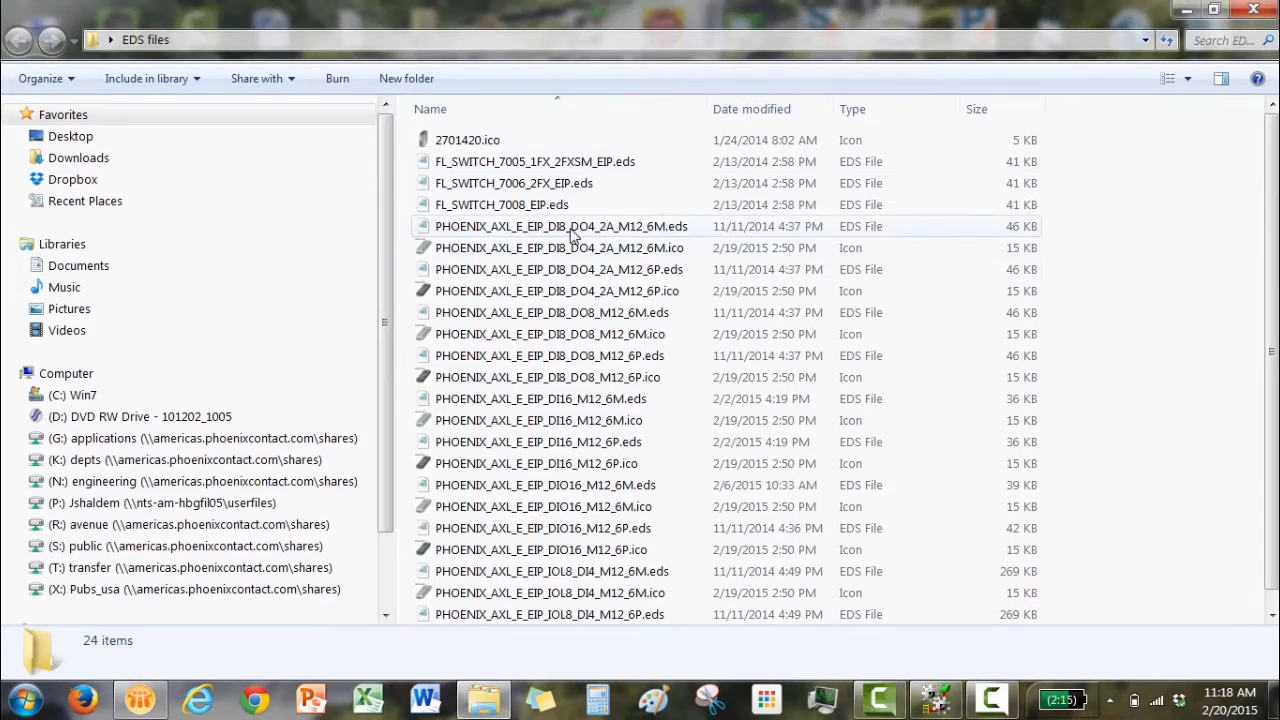 EDS files
Search ED...
Organize Include in library Share with Burn New folder
Favorites
Desktop
Downloads
Dropbox
Recent Places
Libraries
Documents
Music
Pictures
Videos
Computer
(C:) Win7
(D:) DVD RW Drive - 101202_1005
(G:) applications (\\americas.phoenixcontact.com\shares)
(K:) depts (\\americas.phoenixcontact.com\shares)
(N:) engineering (\\americas.phoenixcontact.com\shares)
(P:) Jshaldem (\\nts-am-hbgfil05\userfiles)
(R:) avenue (\\americas.phoenixcontact.com\shares)
(S:) public (\\americas.phoenixcontact.com\shares)
(T:) transfer (\\americas.phoenixcontact.com\shares)
(X:) Pubs_usa (\\americas.phoenixcontact.com\shares)
Name Date modified Type Size
2701420.ico 1/24/2014 8:02 AM Icon 5 KB
FL_SWITCH_7005_1FX_2FXSM_EIP.eds 2/13/2014 2:58 PM EDS File 41 KB
FL_SWITCH_7006_2FX_EIP.eds 2/13/2014 2:58 PM EDS File 41 KB
FL_SWITCH_7008_EIP.eds 2/13/2014 2:58 PM EDS File 41 KB
PHOENIX_AXL_E_EIP_DI8_DO4_2A_M12_6M.eds 11/11/2014 4:37 PM EDS File 46 KB
PHOENIX_AXL_E_EIP_DI8_DO4_2A_M12_6M.ico 2/19/2015 2:50 PM Icon 15 KB
PHOENIX_AXL_E_EIP_DI8_DO4_2A_M12_6P.eds 11/11/2014 4:37 PM EDS File 46 KB
PHOENIX_AXL_E_EIP_DI8_DO4_2A_M12_6P.ico 2/19/2015 2:50 PM Icon 15 KB
PHOENIX_AXL_E_EIP_DI8_DO8_M12_6M.eds 11/11/2014 4:37 PM EDS File 46 KB
PHOENIX_AXL_E_EIP_DI8_DO8_M12_6M.ico 2/19/2015 2:50 PM Icon 15 KB
PHOENIX_AXL_E_EIP_DI8_DO8_M12_6P.eds 11/11/2014 4:37 PM EDS File 46 KB
PHOENIX_AXL_E_EIP_DI8_DO8_M12_6P.ico 2/19/2015 2:50 PM Icon 15 KB
PHOENIX_AXL_E_EIP_DI16_M12_6M.eds 2/2/2015 4:19 PM EDS File 36 KB
PHOENIX_AXL_E_EIP_DI16_M12_6M.ico 2/19/2015 2:50 PM Icon 15 KB
PHOENIX_AXL_E_EIP_DI16_M12_6P.eds 2/2/2015 4:19 PM EDS File 36 KB
PHOENIX_AXL_E_EIP_DI16_M12_6P.ico 2/19/2015 2:50 PM Icon 15 KB
PHOENIX_AXL_E_EIP_DIO16_M12_6M.eds 2/6/2015 10:33 AM EDS File 39 KB
PHOENIX_AXL_E_EIP_DIO16_M12_6M.ico 2/19/2015 2:50 PM Icon 15 KB
PHOENIX_AXL_E_EIP_DIO16_M12_6P.eds 11/11/2014 4:36 PM EDS File 42 KB
PHOENIX_AXL_E_EIP_DIO16_M12_6P.ico 2/19/2015 2:50 PM Icon 15 KB
PHOENIX_AXL_E_EIP_IOL8_DI4_M12_6M.eds 11/11/2014 4:49 PM EDS File 269 KB
PHOENIX_AXL_E_EIP_IOL8_DI4_M12_6M.ico 2/19/2015 2:50 PM Icon 15 KB
PHOENIX_AXL_E_EIP_IOL8_DI4_M12_6P.eds 11/11/2014 4:49 PM EDS File 269 KB
24 items
(2:15)
11:18 AM
2/20/2015